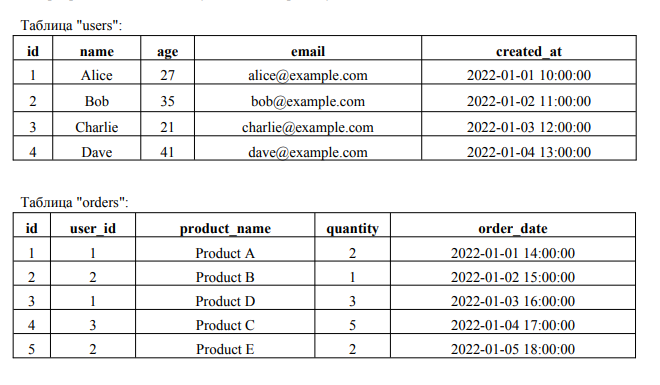 Таблица "users":
id name age email created_at
1 Alice 27 alice@example.com 2022-01-01 10:00:00
2 Bob 35 bob@example.com 2022-01-02 11:00:00
3 Charlie 21 charlie@example.com 2022-01-03 12:00:00
4 Dave 41 dave@example.com 2022-01-04 13:00:00
Таблица "orders":
id user_id product_name quantity order_date
1 1 Product A 2 2022-01-01 14:00:00
2 2 Product B 1 2022-01-02 15:00:00
3 1 Product D 3 2022-01-03 16:00:00
4 3 Product C 5 2022-01-04 17:00:00
5 2 Product E 2 2022-01-05 18:00:00